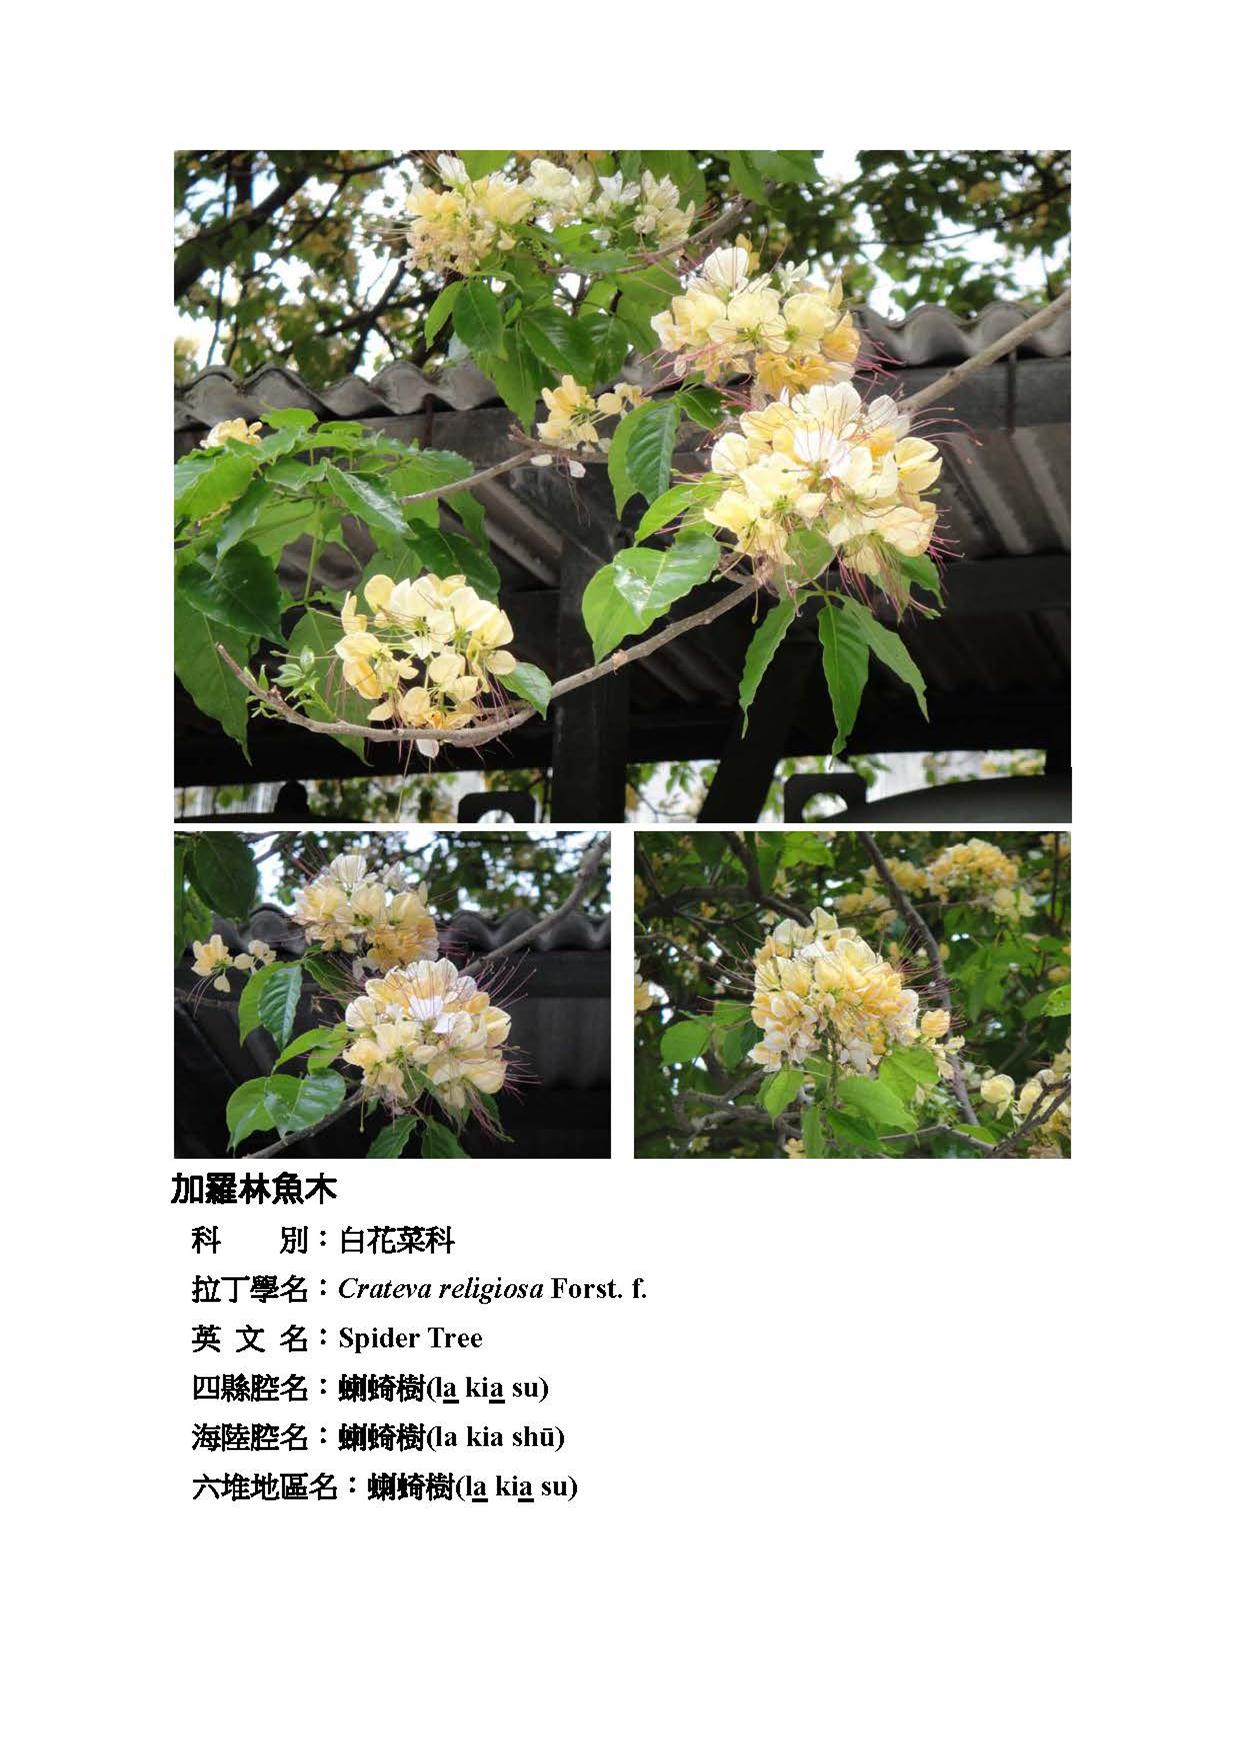 加羅林魚木
科　　別：白花菜科
拉丁學名：Crateva religiosa Forst. f.
英 文 名：Spider Tree
四縣腔名：蝲蜞樹(la kia su)
海陸腔名：蝲蜞樹(la kia shū)
六堆地區名：蝲蜞樹(la kia su)